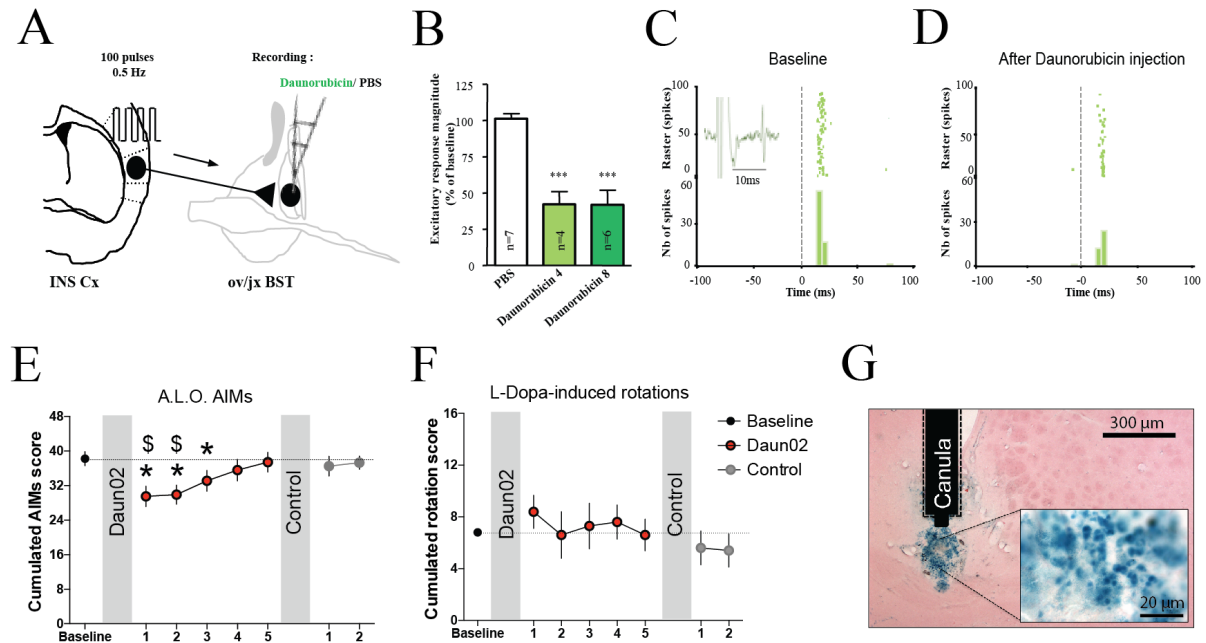 A
100 pulses
0.5 Hz
Recording :
Daunorubicin/ PBS
INS Cx
ov/jx BST
B
Excitatory response magnitude
(% of baseline)
125
100
75
50
25
0
n=7
n=4
n=6
***
***
PBS
Daunorubicin 4
Daunorubicin 8
C
Baseline
Raster (spikes)
100
50
0
10ms
Nb of spikes
60
30
0
-100
-50
-0
50
100
Time (ms)
D
After Daunorubicin injection
Raster (spikes)
100
50
0
Nb of spikes
60
30
0
-100
-50
-0
50
100
Time (ms)
E
A.L.O. AIMs
Cumulated AIMs score
48
42
36
30
24
18
12
6
0
Daun02
Control
$ $
* * *
Baseline 1 2 3 4 5 1 2
F
L-Dopa-induced rotations
Cumulated rotation score
16
12
8
4
0
Daun02
Control
Baseline 1 2 3 4 5 1 2
Baseline
Daun02
Control
G
300 µm
Canula
20 µm